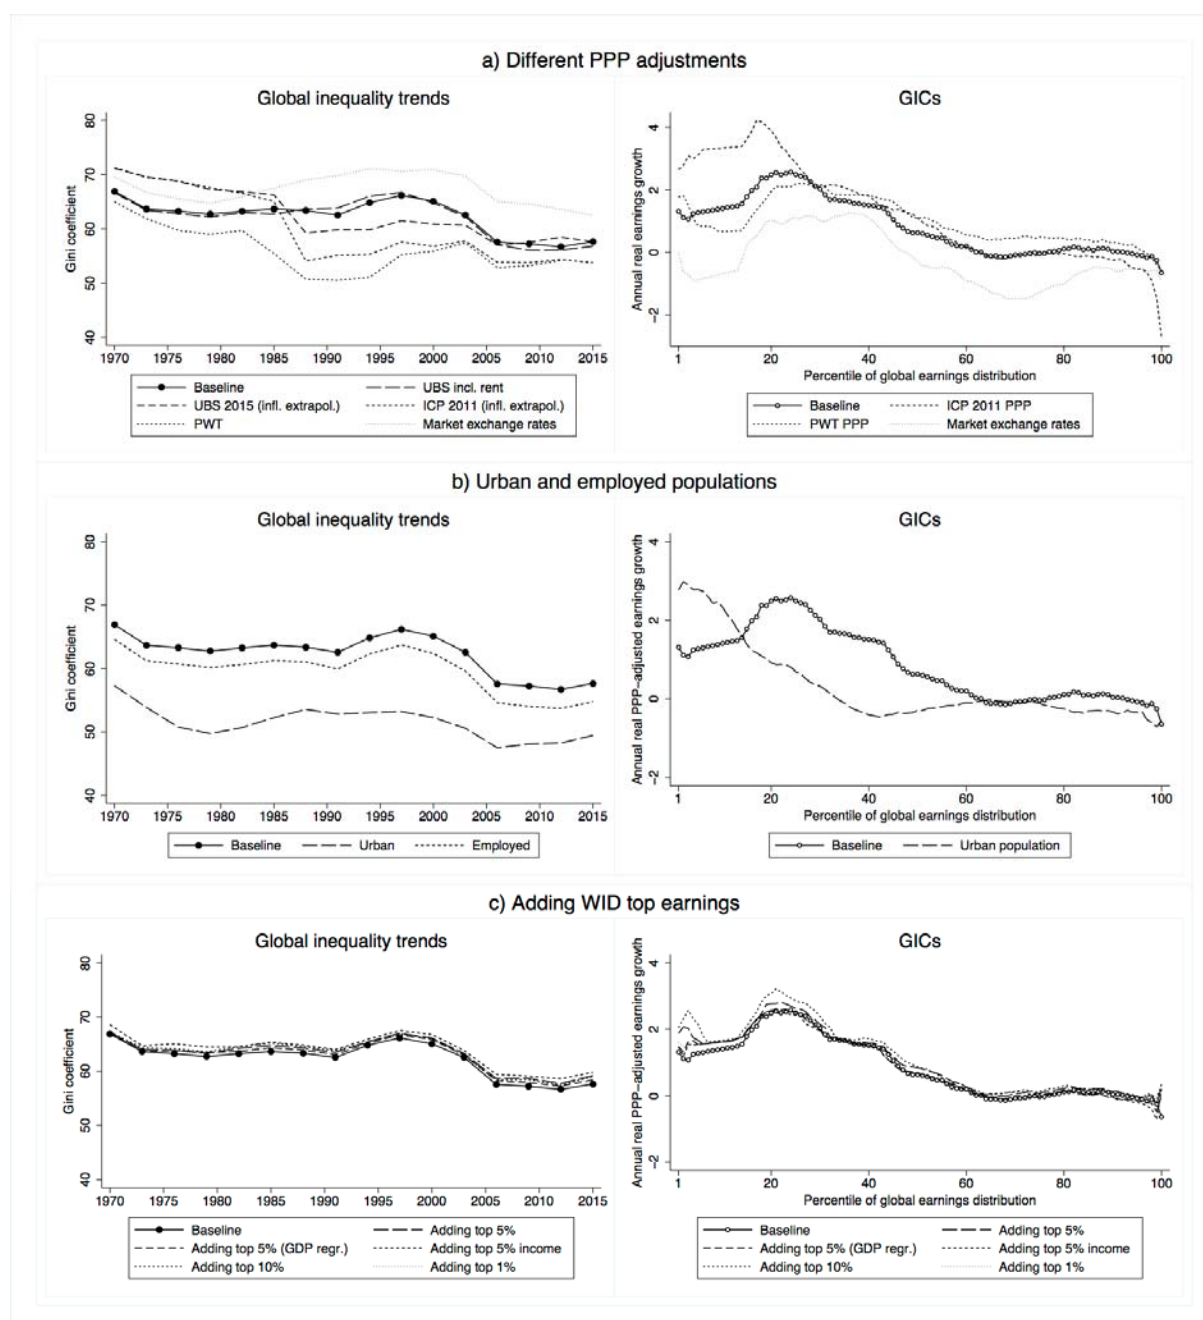 a) Different PPP adjustments
Global inequality trends
Gini coefficient
80
70
60
50
40
1970 1975 1980 1985 1990 1995 2000 2005 2010 2015
Baseline UBS incl. rent
UBS 2015 (infl. extrapol.) ICP 2011 (infl. extrapol.)
PWT Market exchange rates
GICs
Annual real earnings growth
4
2
0
−2
1 20 40 60 80 100
Percentile of global earnings distribution
Baseline ICP 2011 PPP
PWT PPP Market exchange rates
b) Urban and employed populations
Global inequality trends
Gini coefficient
80
70
60
50
40
1970 1975 1980 1985 1990 1995 2000 2005 2010 2015
Baseline Urban Employed
GICs
Annual real PPP−adjusted earnings growth
4
2
0
−2
1 20 40 60 80 100
Percentile of global earnings distribution
Baseline Urban population
c) Adding WID top earnings
Global inequality trends
Gini coefficient
80
70
60
50
40
1970 1975 1980 1985 1990 1995 2000 2005 2010 2015
Baseline Adding top 5%
Adding top 5% (GDP regr.) Adding top 5% income
Adding top 10% Adding top 1%
GICs
Annual real PPP−adjusted earnings growth
4
2
0
−2
1 20 40 60 80 100
Percentile of global earnings distribution
Baseline Adding top 5%
Adding top 5% (GDP regr.) Adding top 5% income
Adding top 10% Adding top 1%